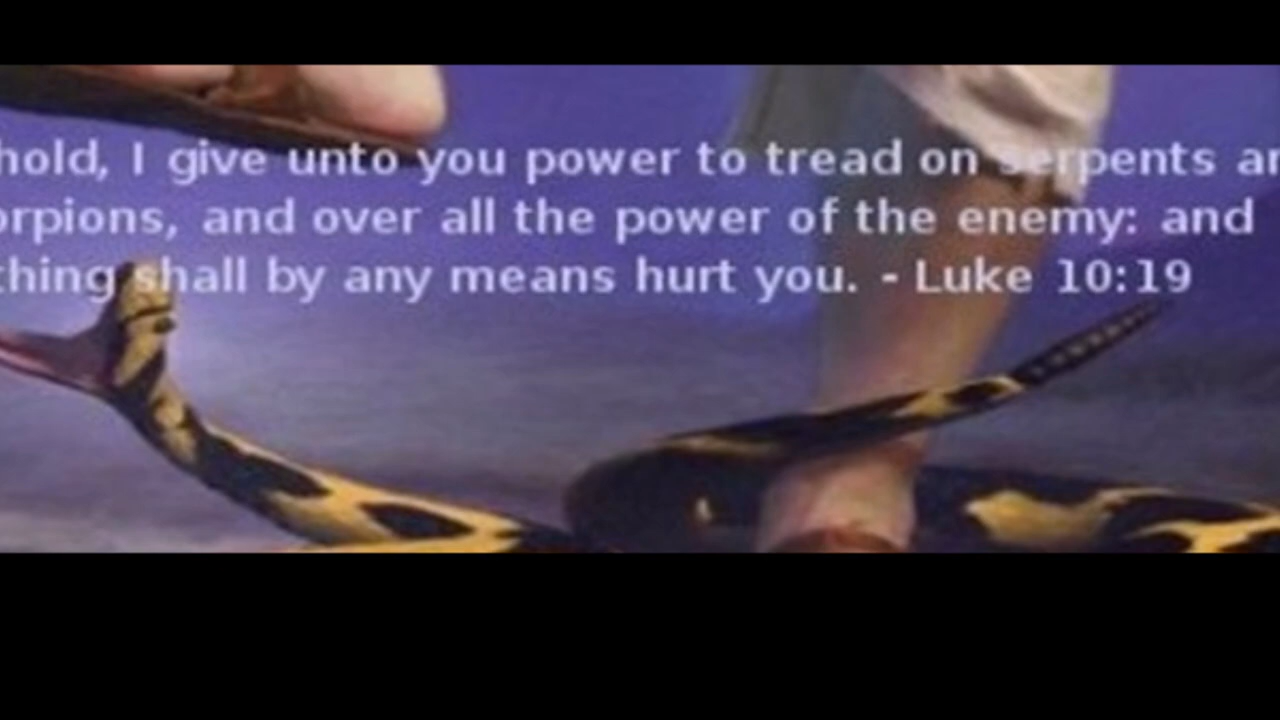 hold, I give unto you power to tread on serpents an
orpions, and over all the power of the enemy: and
thing shall by any means hurt you. - Luke 10:19